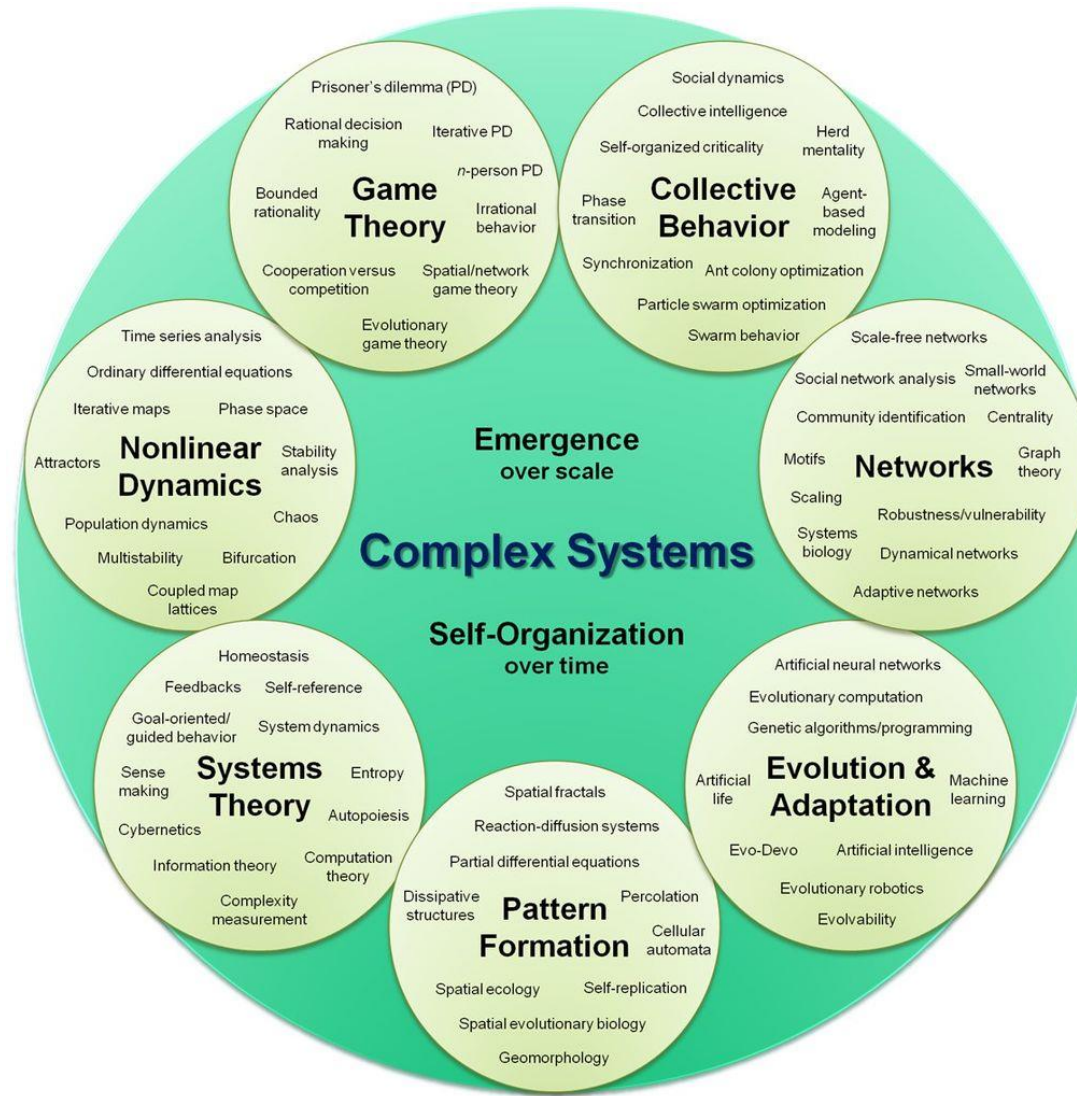 Prisoner's dilemma (PD)
Rational decision
making
Iterative PD
n-person PD
Game
Theory
Bounded
rationality
Irrational
behavior
Cooperation versus
competition
Spatial/network
game theory
Evolutionary
game theory
Social dynamics
Collective intelligence
Self-organized criticality
Herd
mentality
Collective
Behavior
Phase
transition
Agent-
based
modeling
Synchronization
Ant colony optimization
Particle swarm optimization
Swarm behavior
Time series analysis
Ordinary differential equations
Iterative maps
Phase space
Attractors
Nonlinear
Dynamics
Stability
analysis
Population dynamics
Chaos
Multistability
Bifurcation
Coupled map
lattices
Emergence
over scale
Complex Systems
Self-Organization
over time
Scale-free networks
Social network analysis
Small-world
networks
Community identification
Centrality
Motifs
Networks
Graph
theory
Scaling
Robustness/vulnerability
Systems
biology
Dynamical networks
Adaptive networks
Homeostasis
Feedbacks
Self-reference
Goal-oriented/
guided behavior
System dynamics
Sense
making
Systems
Theory
Entropy
Autopoiesis
Cybernetics
Information theory
Computation
theory
Complexity
measurement
Spatial fractals
Reaction-diffusion systems
Partial differential equations
Dissipative
structures
Pattern
Formation
Percolation
Cellular
automata
Spatial ecology
Self-replication
Spatial evolutionary biology
Geomorphology
Artificial neural networks
Evolutionary computation
Genetic algorithms/programming
Artificial
life
Evolution &
Adaptation
Machine
learning
Evo-Devo
Artificial intelligence
Evolutionary robotics
Evolvability